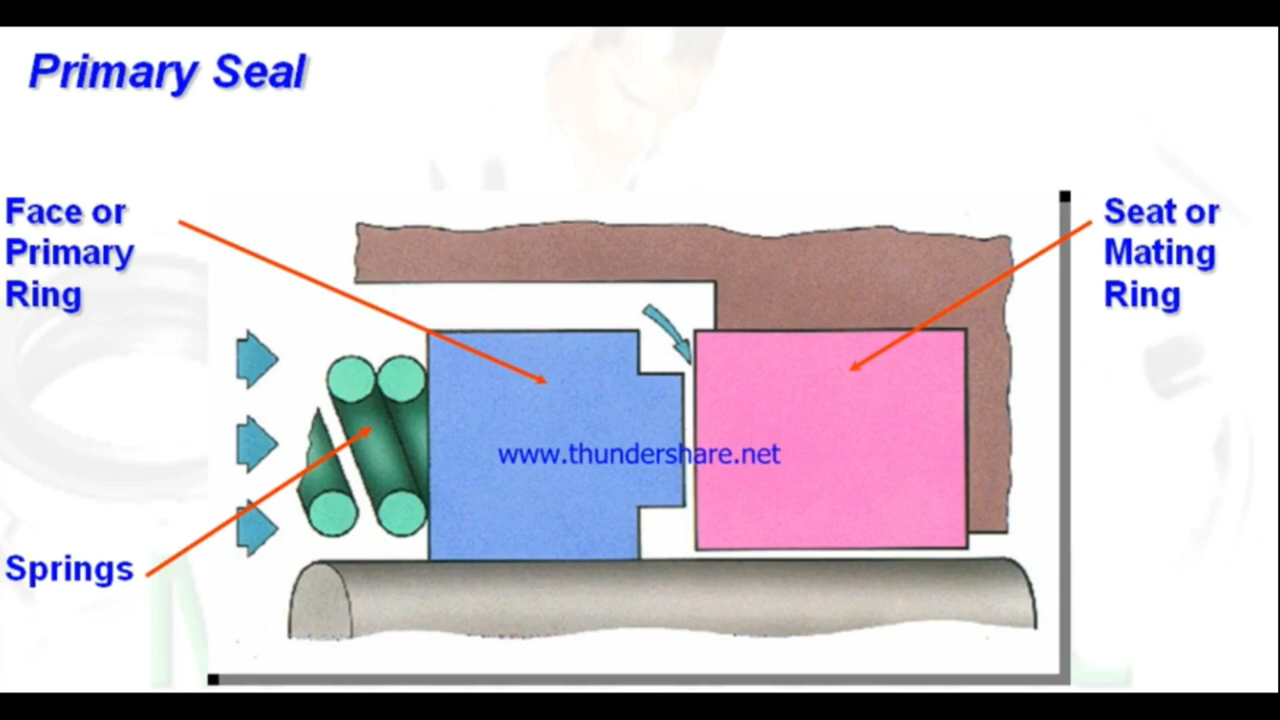 Primary Seal
Face or
Primary
Ring
Seat or
Mating
Ring
www.thundershare.net
Springs